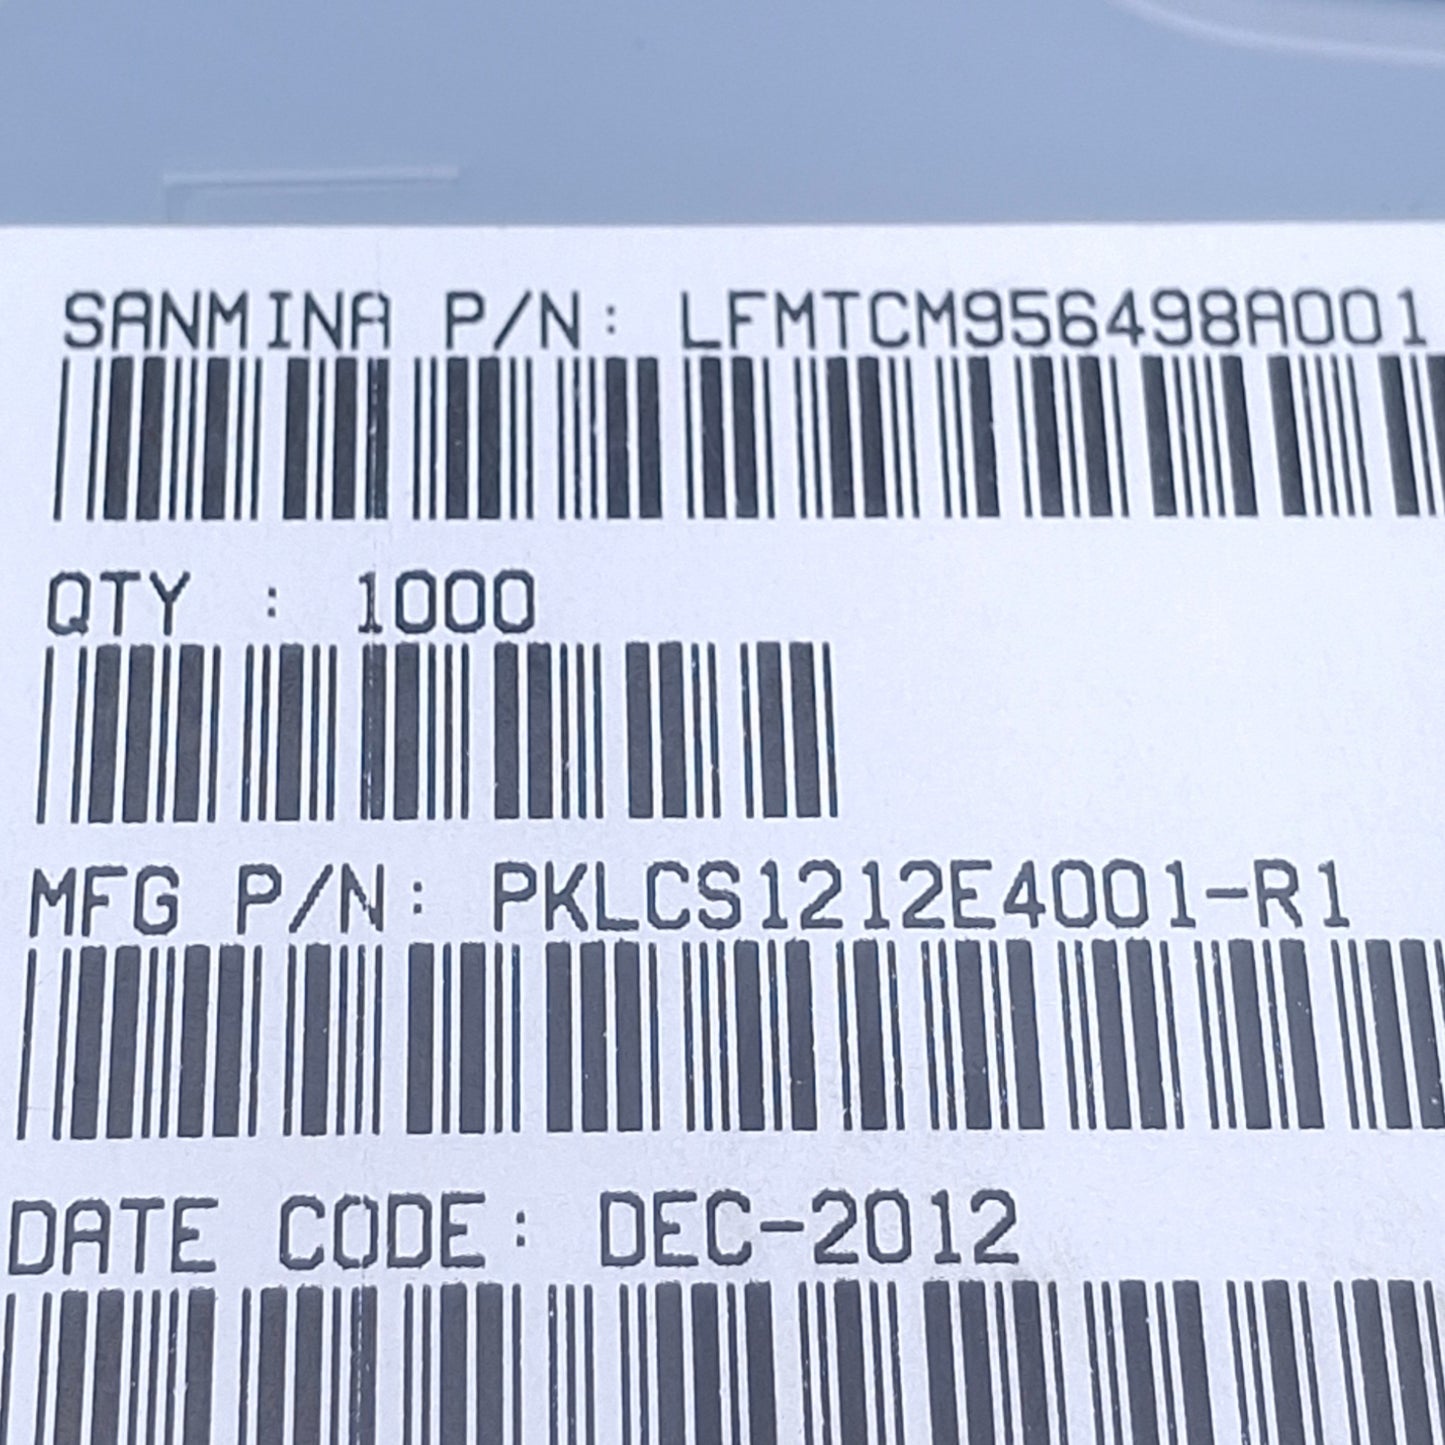 SANMINA P/N: LFMTCM956498A001
QTY : 1000
MFG P/N: PKLCS1212E4001-R1
DATE CODE: DEC-2012